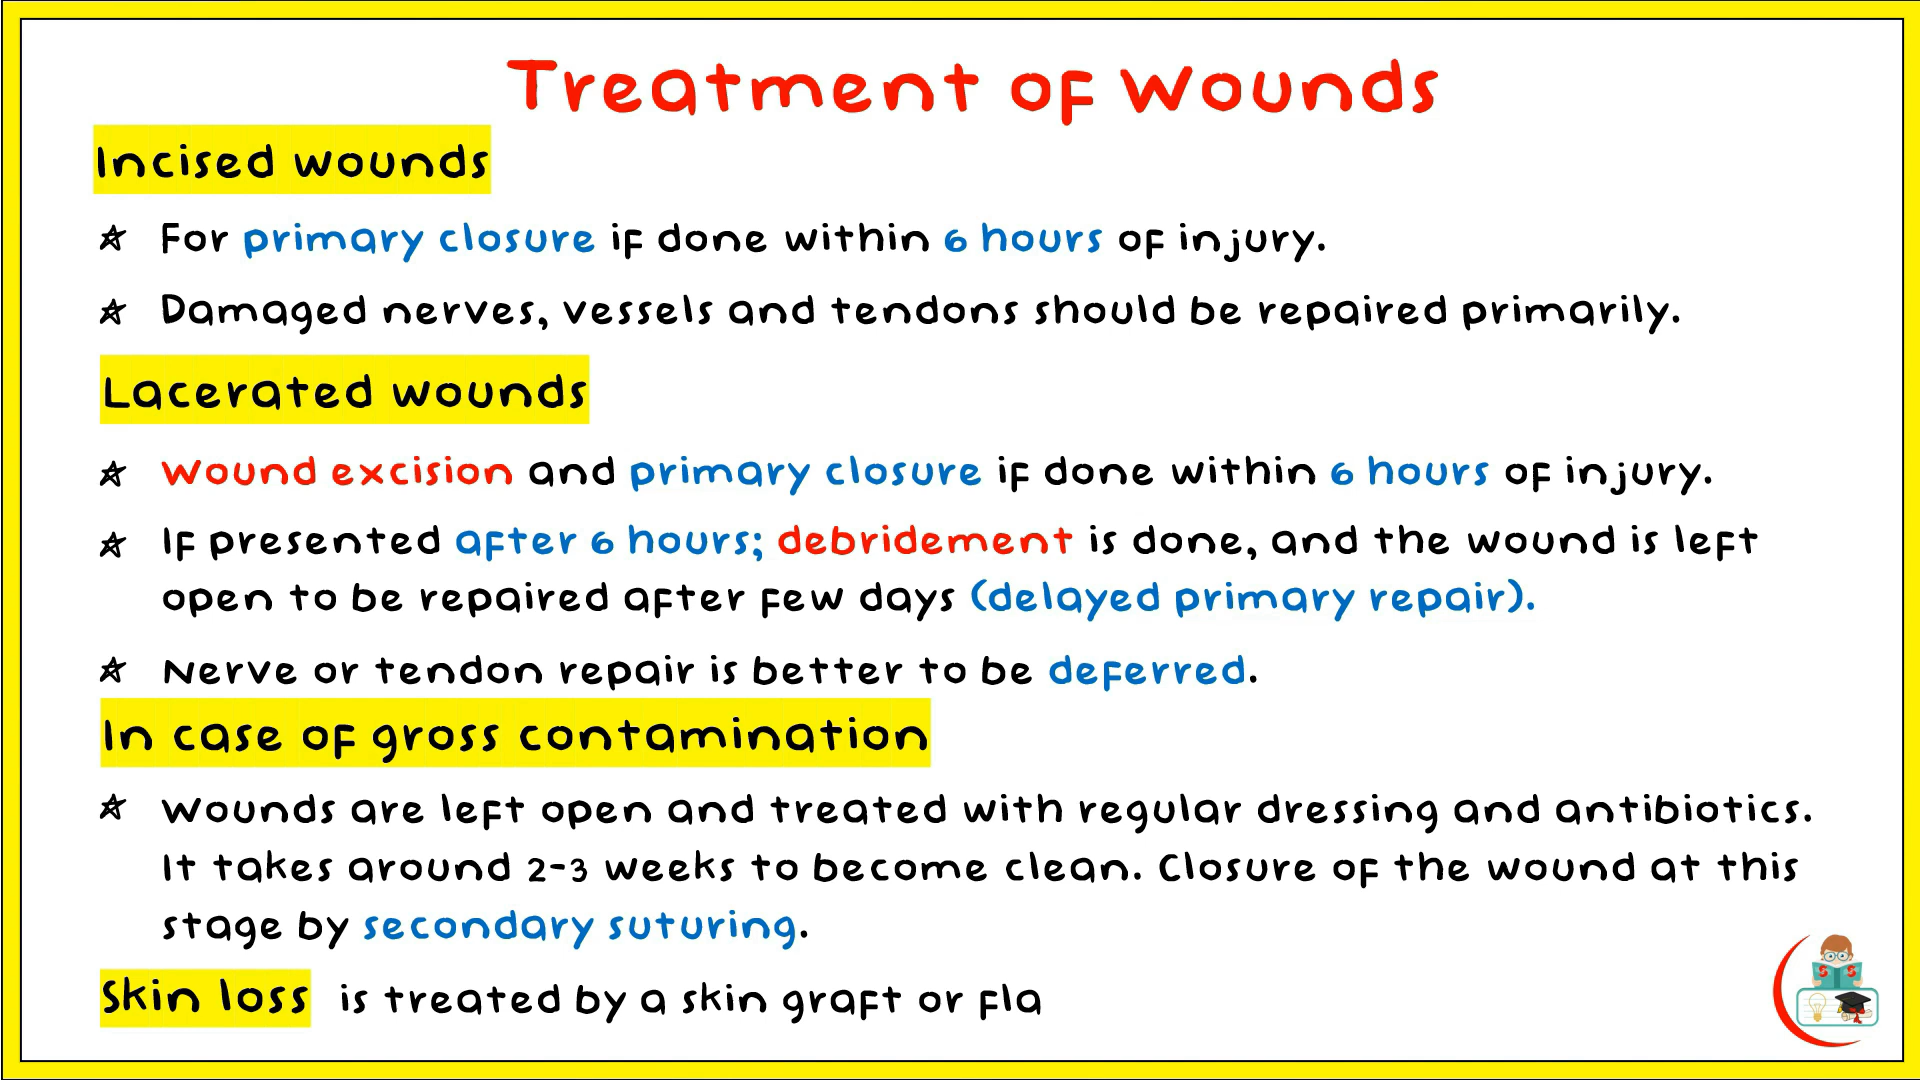 Treatment of Wounds
Incised wounds
For primary closure if done within 6 hours of injury.
Damaged nerves, vessels and tendons should be repaired primarily.
Lacerated wounds
Wound excision and primary closure if done within 6 hours of injury.
If presented after 6 hours; debridement is done, and the wound is left
open to be repaired after few days (delayed primary repair).
Nerve or tendon repair is better to be deferred.
In case of gross contamination
Wounds are left open and treated with regular dressing and antibiotics.
It takes around 2-3 weeks to become clean. Closure of the wound at this
stage by secondary suturing.
Skin loss is treated by a skin graft or fla